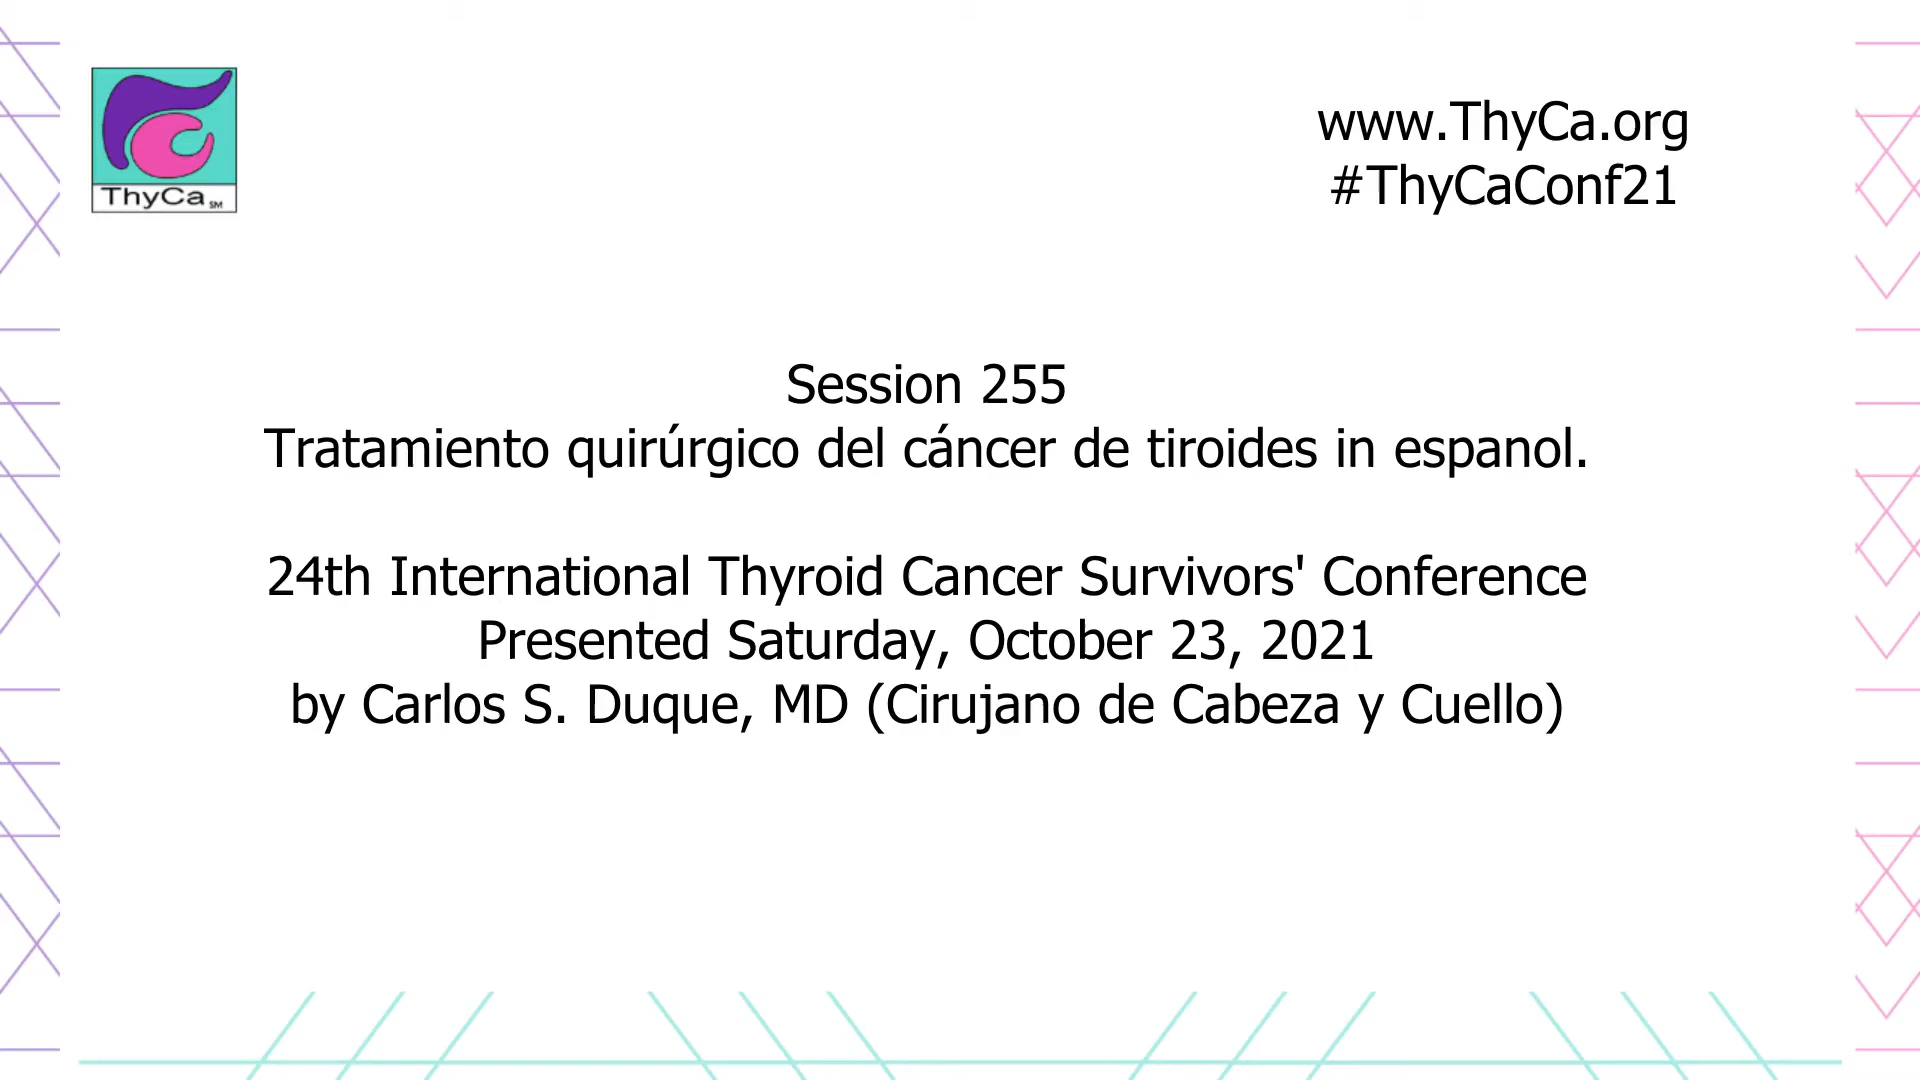 ThyCa SM
www.ThyCa.org
#ThyCaConf21
Session 255
Tratamiento quirúrgico del cáncer de tiroides in espanol.
24th International Thyroid Cancer Survivors' Conference
Presented Saturday, October 23, 2021
by Carlos S. Duque, MD (Cirujano de Cabeza y Cuello)